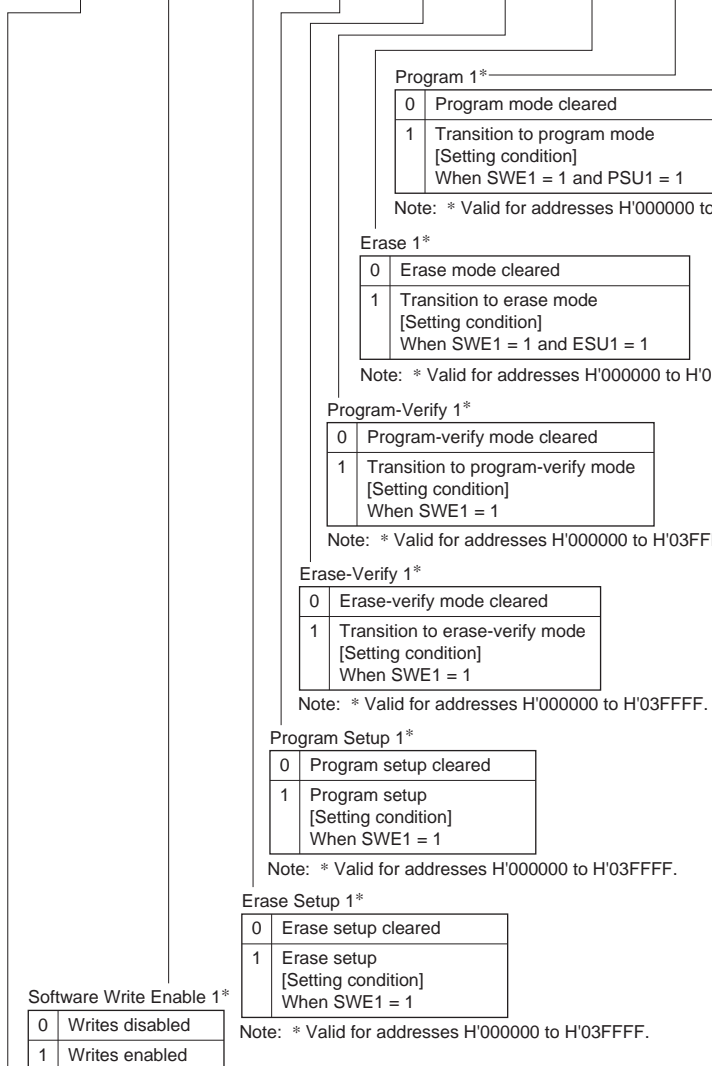 Program 1*
0 Program mode cleared
1 Transition to program mode
[Setting condition]
When SWE1 = 1 and PSU1 = 1
Note: * Valid for addresses H'000000 to
Erase 1*
0 Erase mode cleared
1 Transition to erase mode
[Setting condition]
When SWE1 = 1 and ESU1 = 1
Note: * Valid for addresses H'000000 to H'0
Program-Verify 1*
0 Program-verify mode cleared
1 Transition to program-verify mode
[Setting condition]
When SWE1 = 1
Note: * Valid for addresses H'000000 to H'03FF
Erase-Verify 1*
0 Erase-verify mode cleared
1 Transition to erase-verify mode
[Setting condition]
When SWE1 = 1
Note: * Valid for addresses H'000000 to H'03FFFF.
Program Setup 1*
0 Program setup cleared
1 Program setup
[Setting condition]
When SWE1 = 1
Note: * Valid for addresses H'000000 to H'03FFFF.
Erase Setup 1*
0 Erase setup cleared
1 Erase setup
[Setting condition]
When SWE1 = 1
Note: * Valid for addresses H'000000 to H'03FFFF.
Software Write Enable 1*
0 Writes disabled
1 Writes enabled